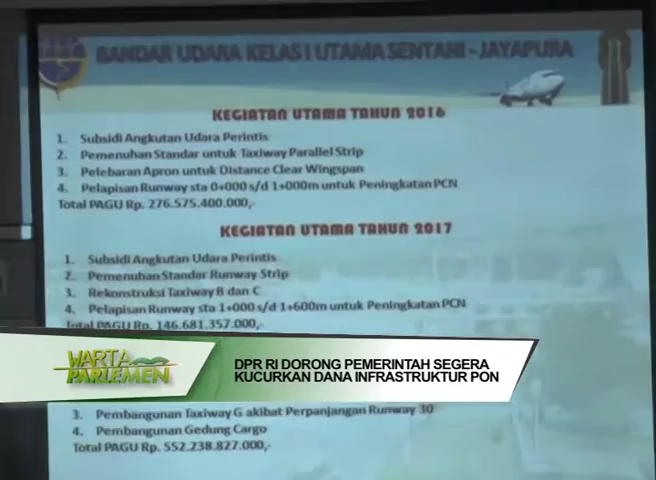 BANDAR UDARA KELAS I UTAMA SENTANI - JAYAPURA
KEGIATAN UTAMA TAHUN 2016
1. Subsidi Angkutan Udara Perintis
2. Pemenuhan Standar untuk Taxiway Parallel Strip
3. Pelebaran Apron untuk Distance Clear Wingspan
4. Pelapisan Runway sta 0+000 s/d 1+000m untuk Peningkatan PCN
Total PAGU Rp. 276.575.400.000,-
KEGIATAN UTAMA TAHUN 2017
1. Subsidi Angkutan Udara Perintis
2. Pemenuhan Standar Runway Strip
3. Rekonstruksi Taxiway B dan C
4. Pelapisan Runway sta 1+000 s/d 1+600m untuk Peningkatan PCN
Total PAGU Rp. 146.681.357.000,-
WARTA
PARLEMEN
DPR RI DORONG PEMERINTAH SEGERA
KUCURKAN DANA INFRASTRUKTUR PON
3. Pembangunan Taxiway G akibat Perpanjangan Runway 30
4. Pembangunan Gedung Cargo
Total PAGU Rp. 552.238.827.000,-